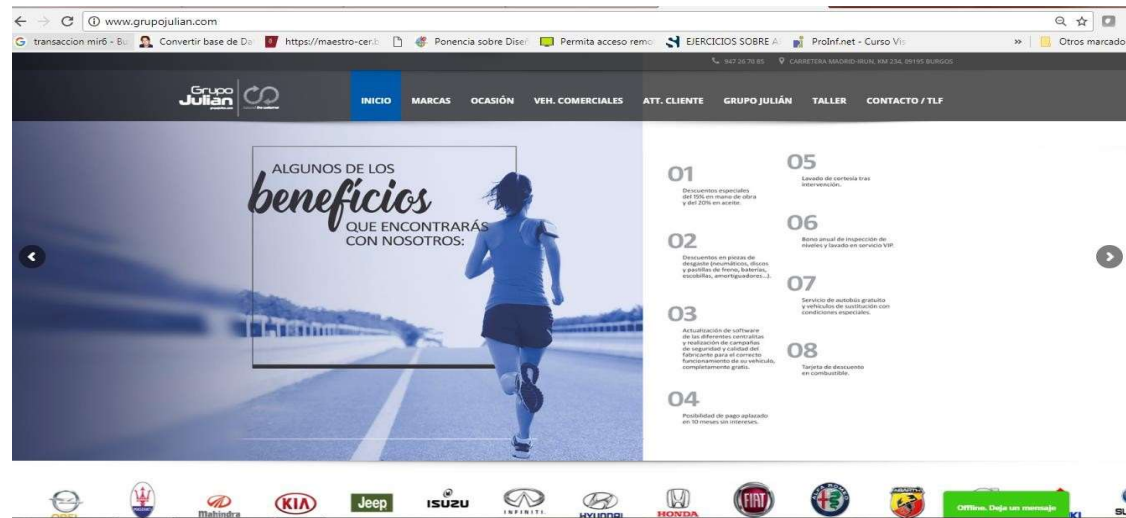 www.grupojulian.com
transaccion mir6 - Bu
Convertir base de Da
https://maestro-cer.b
Ponencia sobre Diser
Permita acceso remo
EJERCICIOS SOBRE A
ProInf.net - Curso Vis
»
Otros marcado
947 26 70 85
CARRETERA MADRID-IRUN, KM 234. 09195 BURGOS
Grupo
Julian
INICIO
MARCAS
OCASIÓN
VEH. COMERCIALES
ATT. CLIENTE
GRUPO JULIÁN
TALLER
CONTACTO / TLF
ALGUNOS DE LOS
beneficios
QUE ENCONTRARÁS
CON NOSOTROS:
01
Descuentos especiales
del 15% en mano de obra
y del 20% en aceite.
02
Descuentos en piezas de
desgaste (neumáticos, discos
y pastillas de freno, baterías,
escobillas, amortiguadores...).
03
Actualización de software
de las diferentes centralitas
y realización de campañas
de seguridad y calidad del
fabricante para el correcto
funcionamiento de su vehículo,
completamente gratis.
04
Posibilidad de pago aplazado
en 10 meses sin intereses.
05
Lavado de cortesía tras
intervención.
06
Bono anual de inspección de
niveles y lavado en servicio VIP.
07
Servicio de autobús gratuito
y vehículos de sustitución con
condiciones especiales.
08
Tarjeta de descuento
en combustible.
OPEL
Mahindra
KIA
Jeep
ISUZU
INFINITI
HYUNDAI
HONDA
FIAT
Offline. Deja un mensaje